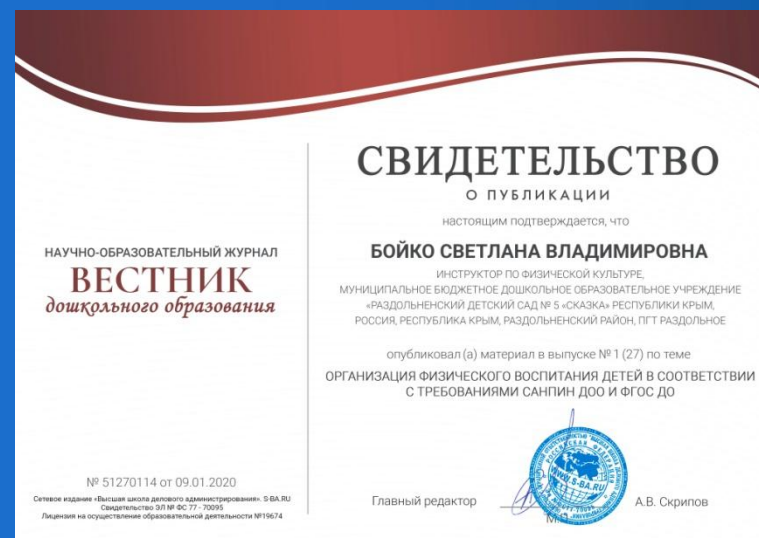 НАУЧНО-ОБРАЗОВАТЕЛЬНЫЙ ЖУРНАЛ
ВЕСТНИК
дошкольного образования
№ 51270114 от 09.01.2020
Сетевое издание «Высшая школа делового администрирования». S-BA.RU
Свидетельство ЭЛ № ФС 77 - 70095
Лицензия на осуществление образовательной деятельности №19674
СВИДЕТЕЛЬСТВО
О ПУБЛИКАЦИИ
настоящим подтверждается, что
БОЙКО СВЕТЛАНА ВЛАДИМИРОВНА
ИНСТРУКТОР ПО ФИЗИЧЕСКОЙ КУЛЬТУРЕ,
МУНИЦИПАЛЬНОЕ БЮДЖЕТНОЕ ДОШКОЛЬНОЕ ОБРАЗОВАТЕЛЬНОЕ УЧРЕЖДЕНИЕ
«РАЗДОЛЬНЕНСКИЙ ДЕТСКИЙ САД № 5 «СКАЗКА» РЕСПУБЛИКИ КРЫМ,
РОССИЯ, РЕСПУБЛИКА КРЫМ, РАЗДОЛЬНЕНСКИЙ РАЙОН, ПГТ РАЗДОЛЬНОЕ
опубликовал (а) материал в выпуске № 1 (27) по теме
ОРГАНИЗАЦИЯ ФИЗИЧЕСКОГО ВОСПИТАНИЯ ДЕТЕЙ В СООТВЕТСТВИИ
С ТРЕБОВАНИЯМИ САНПИН ДОО И ФГОС ДО
Главный редактор
WWW.S-BA.RU
А.В. Скрипов